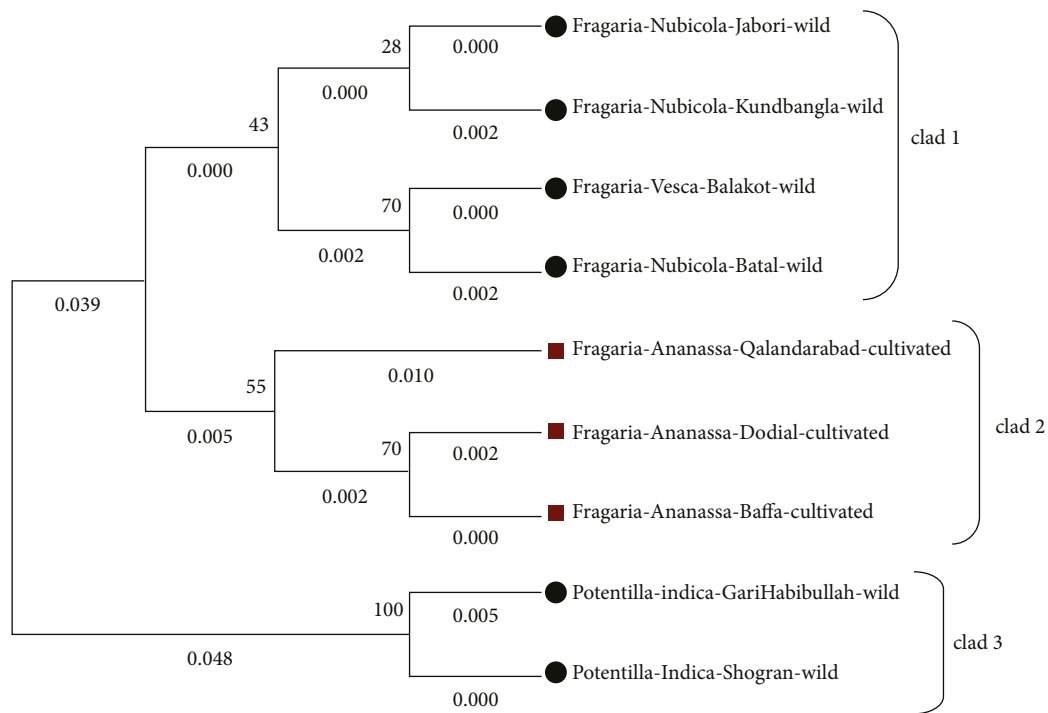 28
0.000
Fragaria-Nubicola-Jabori-wild
0.000
43
0.002
Fragaria-Nubicola-Kundbangla-wild
clad 1
0.000
70
0.000
Fragaria-Vesca-Balakot-wild
0.002
0.002
Fragaria-Nubicola-Batal-wild
0.039
55
0.010
Fragaria-Ananassa-Qalandarabad-cultivated
0.005
70
0.002
Fragaria-Ananassa-Dodial-cultivated
clad 2
0.002
0.000
Fragaria-Ananassa-Baffa-cultivated
100
0.005
Potentilla-indica-GariHabibullah-wild
clad 3
0.048
0.000
Potentilla-Indica-Shogran-wild